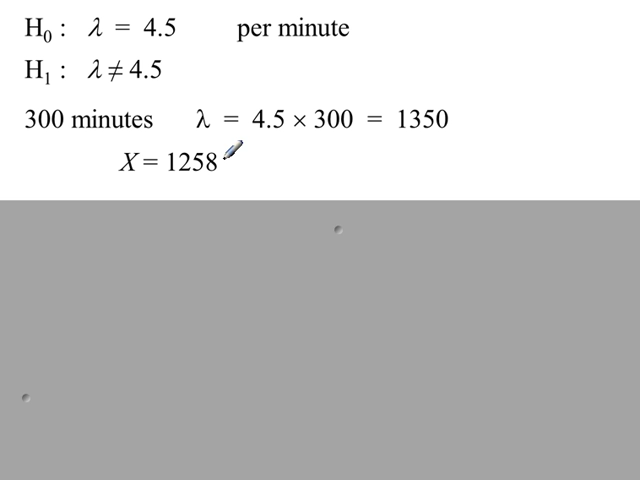 H₀ : λ = 4.5 per minute
H₁ : λ ≠ 4.5
300 minutes λ = 4.5 × 300 = 1350
X = 1258